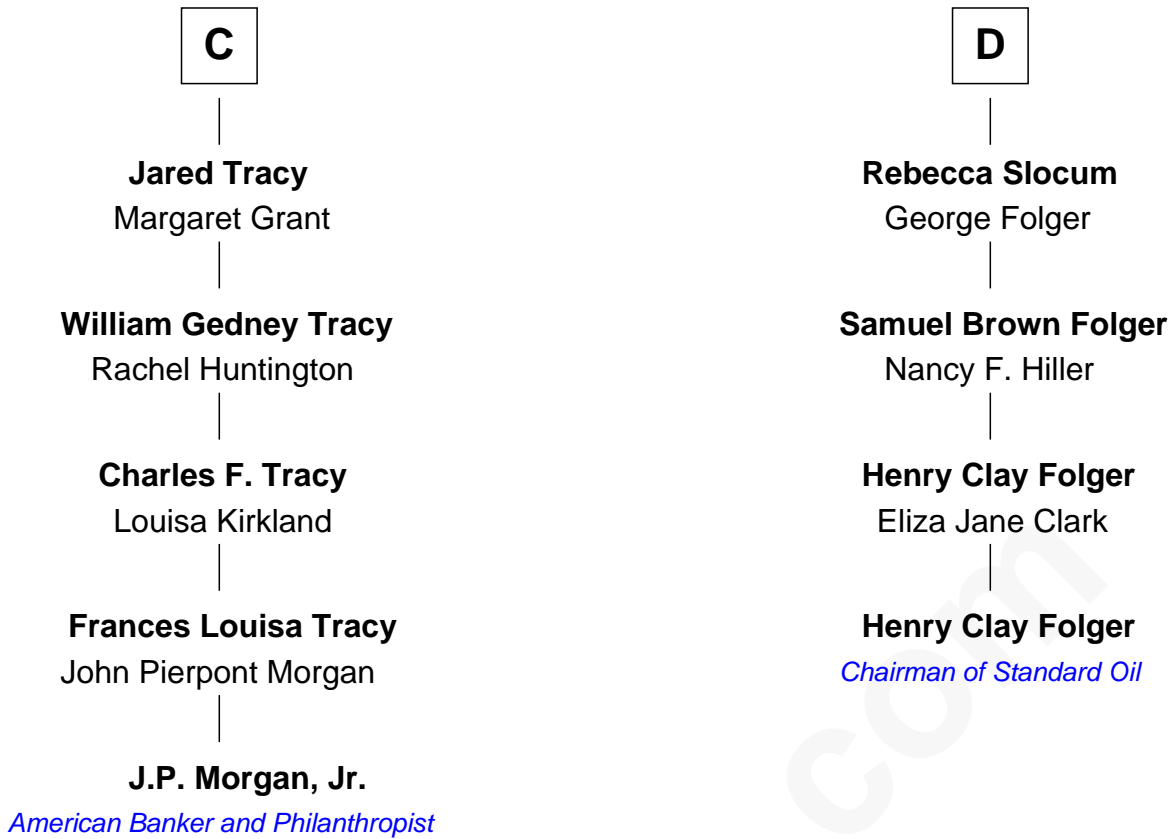 C
Jared Tracy
Margaret Grant
William Gedney Tracy
Rachel Huntington
Charles F. Tracy
Louisa Kirkland
Frances Louisa Tracy
John Pierpont Morgan
J.P. Morgan, Jr.
American Banker and Philanthropist
D
Rebecca Slocum
George Folger
Samuel Brown Folger
Nancy F. Hiller
Henry Clay Folger
Eliza Jane Clark
Henry Clay Folger
Chairman of Standard Oil
com